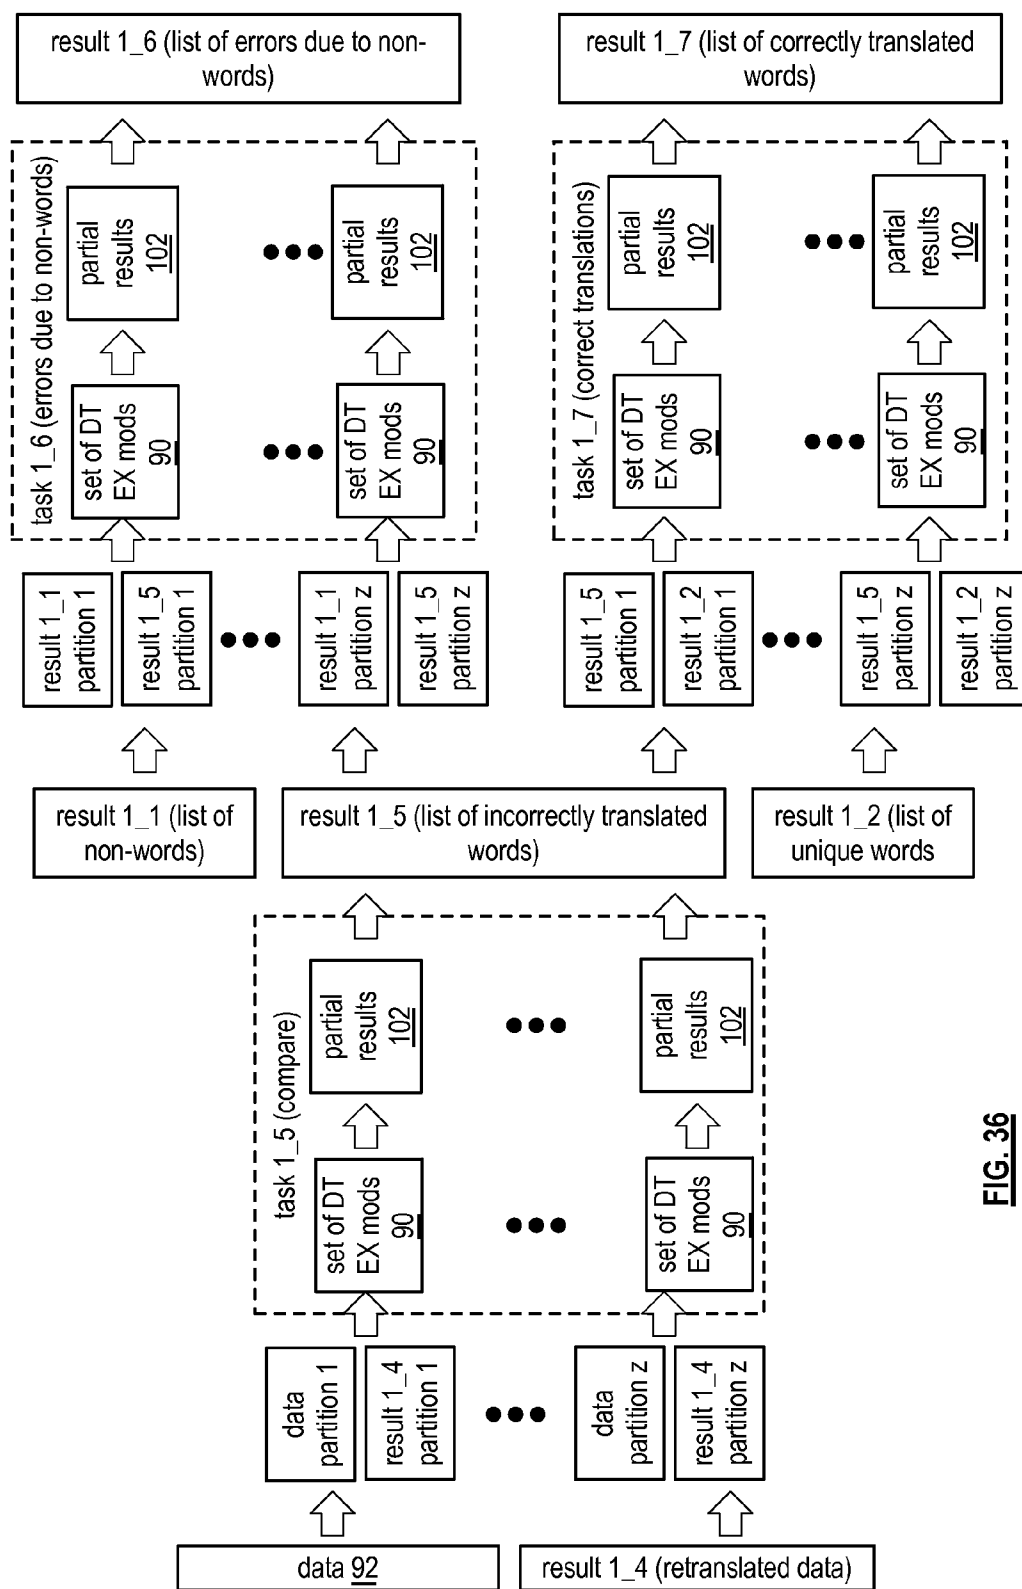 result 1_6 (list of errors due to non-
words)
result 1_7 (list of correctly translated
words)
task 1_6 (errors due to non-words)
partial
results
102
partial
results
102
set of DT
EX mods
90
set of DT
EX mods
90
task 1_7 (correct translations)
partial
results
102
partial
results
102
set of DT
EX mods
90
set of DT
EX mods
90
result 1_1
partition 1
result 1_5
partition 1
result 1_1
partition z
result 1_5
partition z
result 1_5
partition 1
result 1_2
partition 1
result 1_5
partition z
result 1_2
partition z
result 1_1 (list of
non-words)
result 1_5 (list of incorrectly translated
words)
result 1_2 (list of
unique words
task 1_5 (compare)
partial
results
102
partial
results
102
set of DT
EX mods
90
set of DT
EX mods
90
data
partition 1
result 1_4
partition 1
data
partition z
result 1_4
partition z
data 92
result 1_4 (retranslated data)
FIG. 36